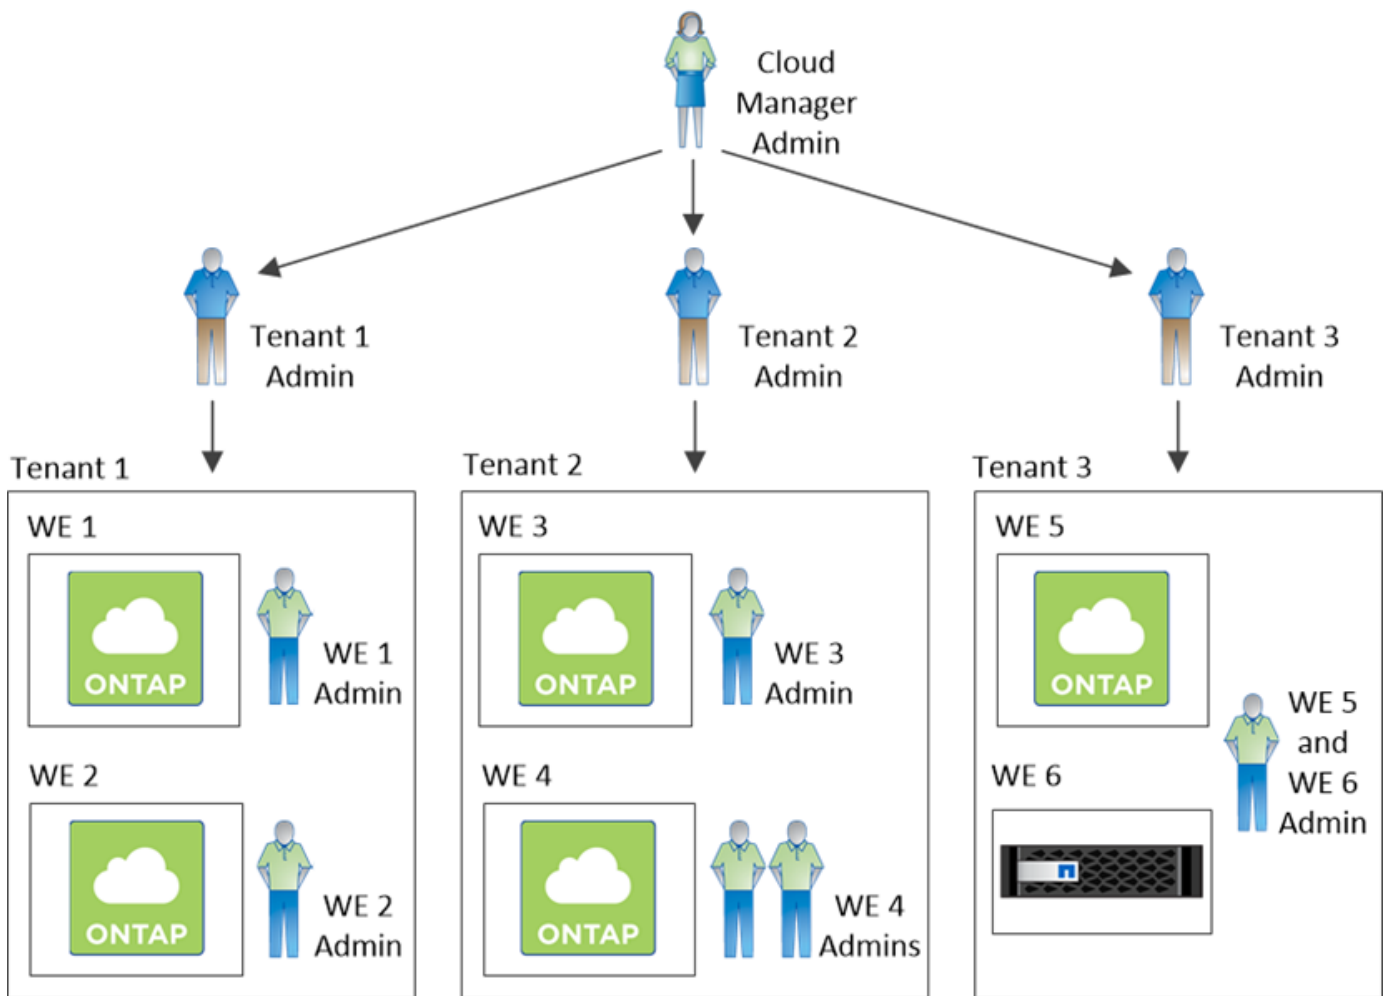 Cloud
Manager
Admin
Tenant 1
Admin
Tenant 2
Admin
Tenant 3
Admin
Tenant 1
WE 1
ONTAP
WE 1
Admin
WE 2
ONTAP
WE 2
Admin
Tenant 2
WE 3
ONTAP
WE 3
Admin
WE 4
ONTAP
WE 4
Admins
Tenant 3
WE 5
ONTAP
WE 6
WE 5
and
WE 6
Admin